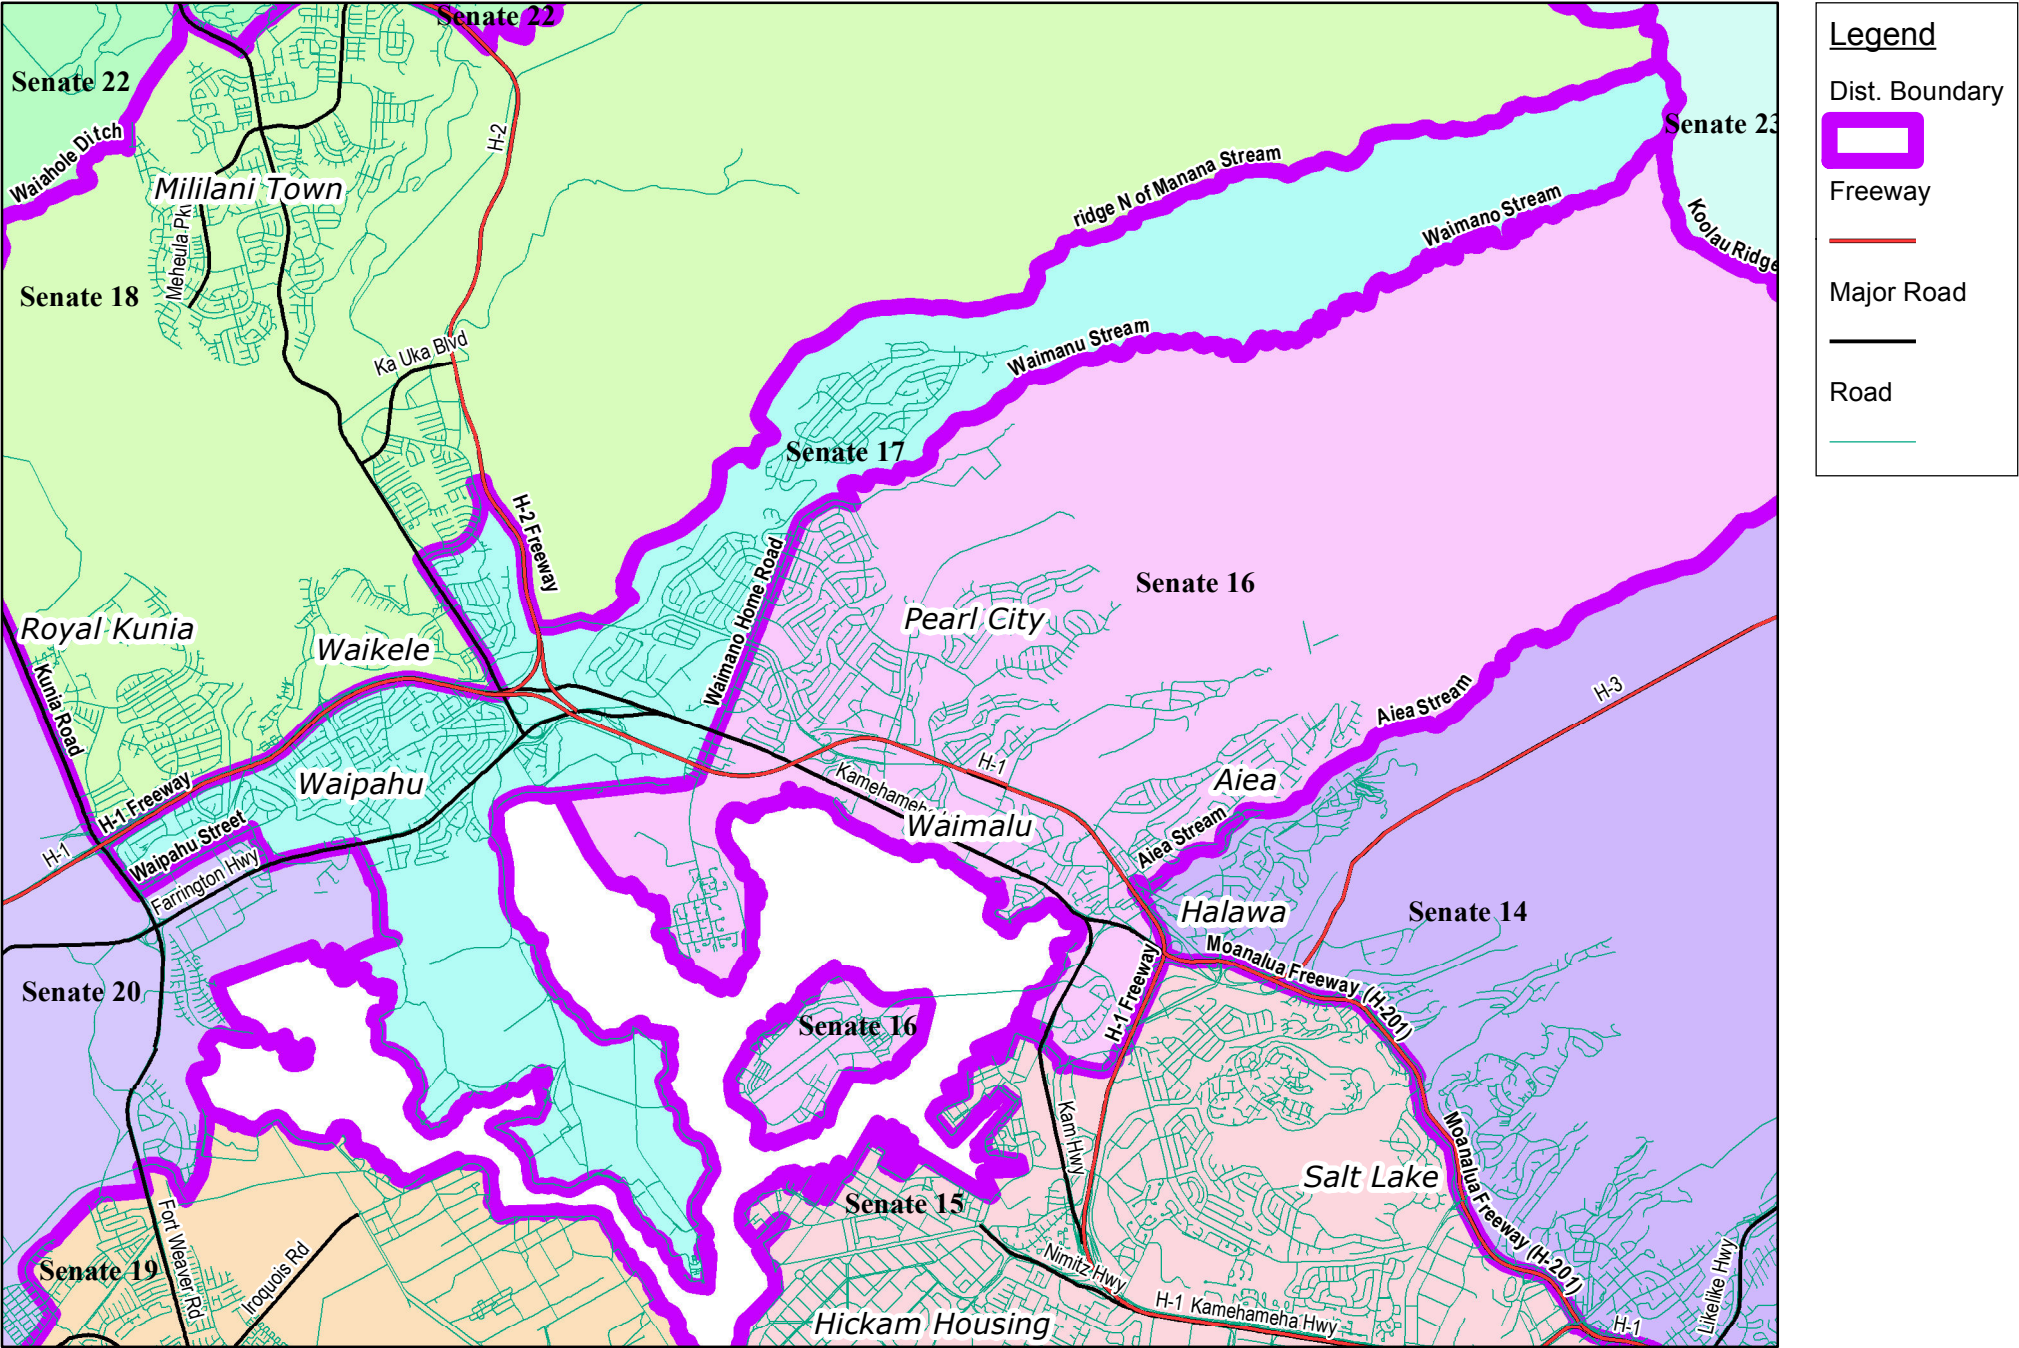 Senate 22
Senate 22
Waiahole Ditch
Mililani Town
Meheula Pkw
H-2
Senate 18
Ka Uka Blvd
ridge N of Manana Stream
Waimano Stream
Senate 23
Koolau Ridge
Waimanu Stream
Senate 17
H-2 Freeway
Waimano Home Road
Senate 16
Pearl City
Royal Kunia
Kunia Road
Waikele
Waipahu
H-1 Freeway
H-1
Waipahu Street
Farrington Hwy
Aiea Stream
H-3
H-1
Kamehameha
Waimalu
Aiea
Aiea Stream
Halawa
Senate 14
Moanalua Freeway (H-201)
H-1 Freeway
Senate 20
Senate 16
Kam Hwy
Salt Lake
Moanalua Freeway (H-201)
Senate 15
Senate 19
Fort Weaver Rd
Iroquois Rd
Nimitz Hwy
H-1 Kamehameha Hwy
Hickam Housing
H-1
Likelike Hwy
Legend
Dist. Boundary
Freeway
Major Road
Road